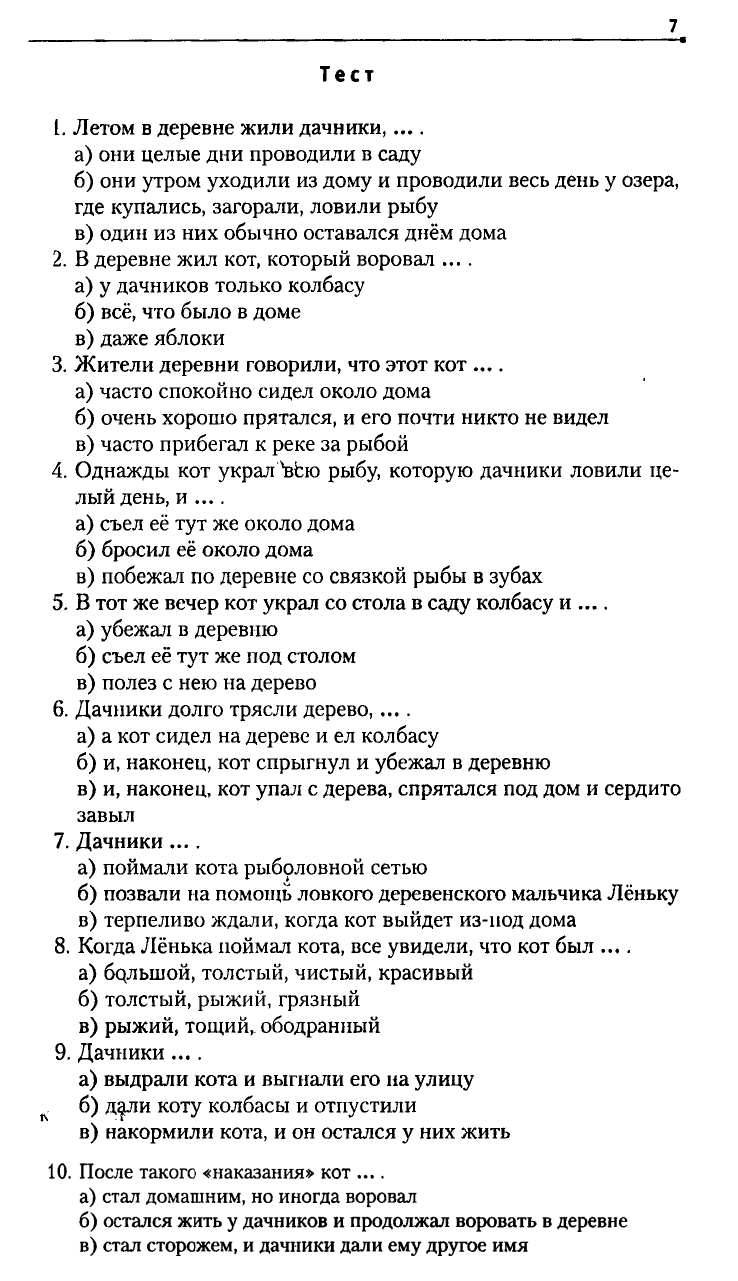 7
Тест
1. Летом в деревне жили дачники, ... .
а) они целые дни проводили в саду
б) они утром уходили из дому и проводили весь день у озера,
где купались, загорали, ловили рыбу
в) один из них обычно оставался днём дома
2. В деревне жил кот, который воровал ... .
а) у дачников только колбасу
б) всё, что было в доме
в) даже яблоки
3. Жители деревни говорили, что этот кот ... .
а) часто спокойно сидел около дома
б) очень хорошо прятался, и его почти никто не видел
в) часто прибегал к реке за рыбой
4. Однажды кот украл всю рыбу, которую дачники ловили це-
лый день, и ... .
а) съел её тут же около дома
б) бросил её около дома
в) побежал по деревне со связкой рыбы в зубах
5. В тот же вечер кот украл со стола в саду колбасу и ... .
а) убежал в деревню
б) съел её тут же под столом
в) полез с нею на дерево
6. Дачники долго трясли дерево, ... .
а) а кот сидел на дереве и ел колбасу
б) и, наконец, кот спрыгнул и убежал в деревню
в) и, наконец, кот упал с дерева, спрятался под дом и сердито
завыл
7. Дачники ... .
а) поймали кота рыболовной сетью
б) позвали на помощь ловкого деревенского мальчика Лёньку
в) терпеливо ждали, когда кот выйдет из-под дома
8. Когда Лёнька поймал кота, все увидели, что кот был ... .
а) большой, толстый, чистый, красивый
б) толстый, рыжий, грязный
в) рыжий, тощий, ободранный
9. Дачники ... .
а) выдрали кота и выгнали его на улицу
б) дали коту колбасы и отпустили
в) накормили кота, и он остался у них жить
10. После такого «наказания» кот ... .
а) стал домашним, но иногда воровал
б) остался жить у дачников и продолжал воровать в деревне
в) стал сторожем, и дачники дали ему другое имя